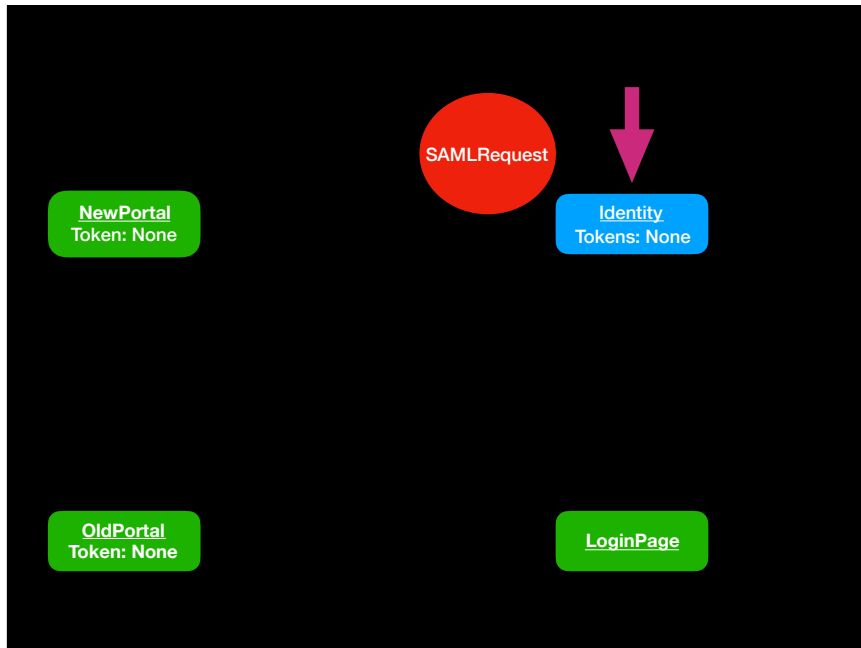 SAMLRequest
NewPortal
Token: None
Identity
Tokens: None
OldPortal
Token: None
LoginPage